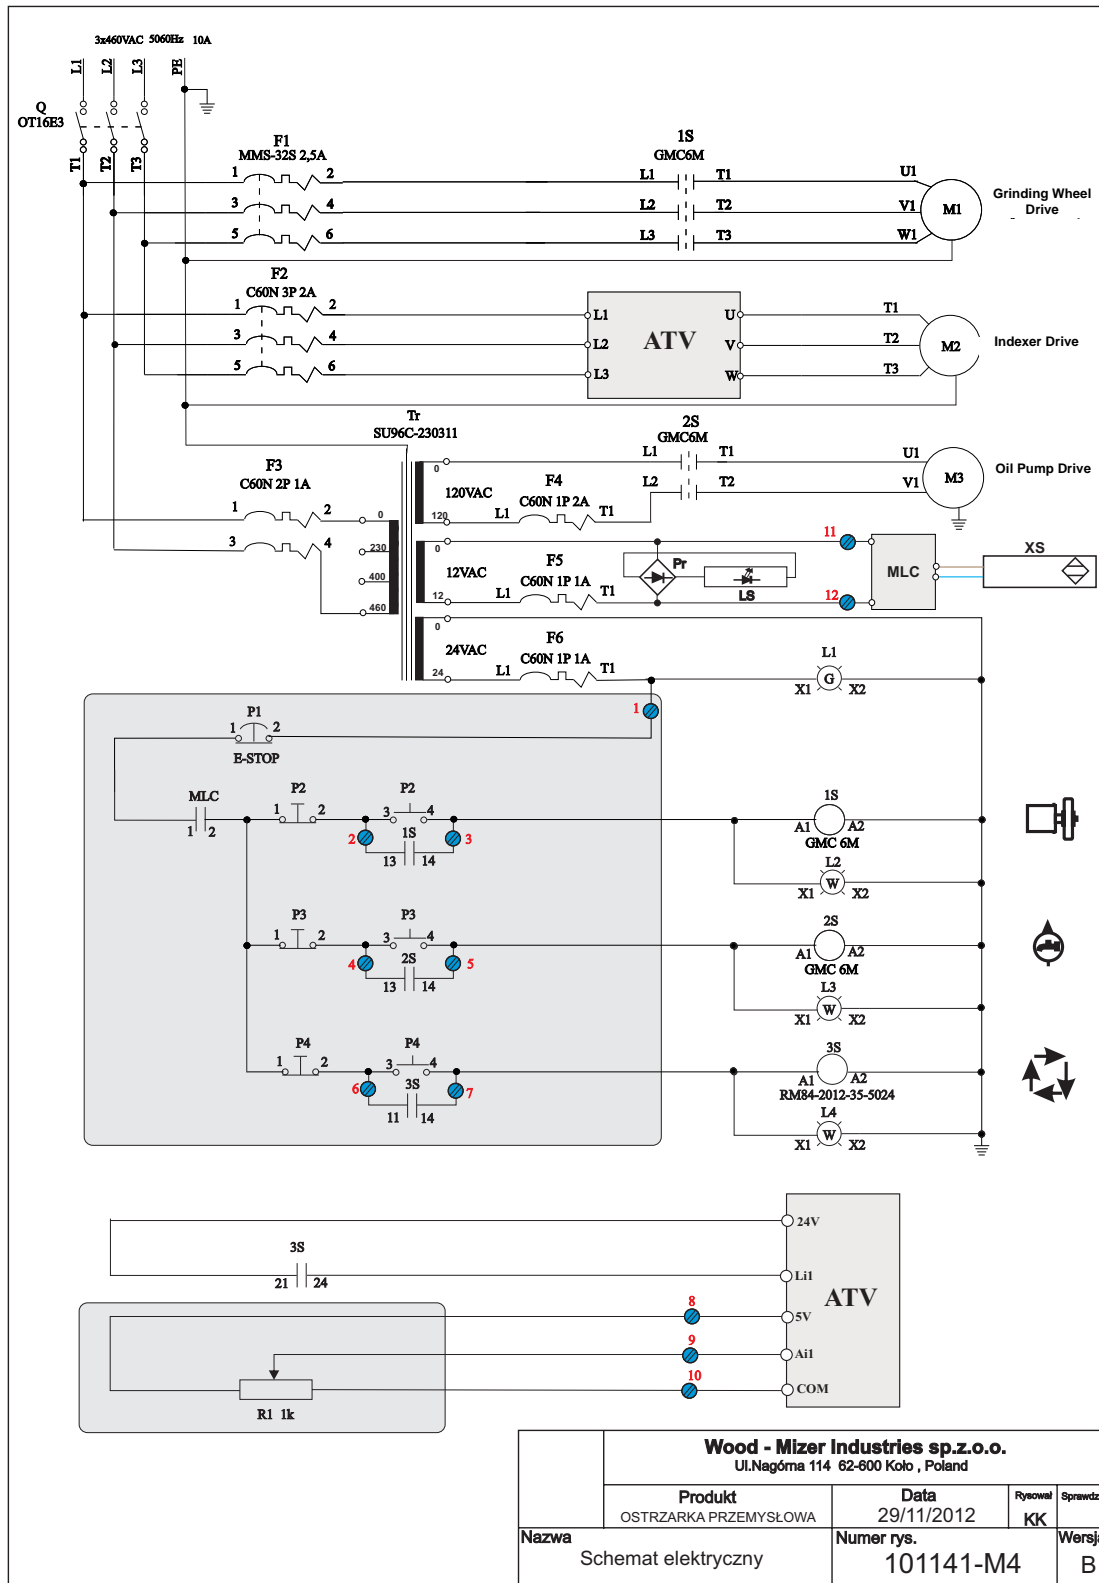 3x460VAC 5060Hz 10A
L1 L2 L3 PE
Q
OT16E3
T1 T2 T3
F1
MMS-32S 2,5A
1 2
3 4
5 6
1S
GMC6M
L1 T1 U1
L2 T2 V1
L3 T3 W1
M1
Grinding Wheel
Drive
F2
C60N 3P 2A
1 2
3 4
5 6
L1
L2
L3
ATV
U
V
W
T1
T2
T3
M2
Indexer Drive
Tr
SU96C-230311
2S
GMC6M
L1 T1 U1
L2 T2 V1
M3
Oil Pump Drive
F3
C60N 2P 1A
1 2
3 4
0
230
400
460
0
120VAC
120
F4
C60N 1P 2A
L1 T1
0
12VAC
12
F5
C60N 1P 1A
L1 T1
Pr
LS
11
12
MLC
XS
0
24VAC
24
F6
C60N 1P 1A
L1 T1
L1
X1 G X2
1
P1
1 2
E-STOP
MLC
1 2
P2
1 2
P2
3 4
2 3
1S
13 14
1S
A1 A2
GMC 6M
L2
X1 W X2
P3
1 2
P3
3 4
4 5
2S
13 14
2S
A1 A2
GMC 6M
L3
X1 W X2
P4
1 2
P4
3 4
6 7
3S
11 14
3S
A1 A2
RM84-2012-35-5024
L4
X1 W X2
3S
21 24
24V
Li1
ATV
8
5V
9
Ai1
10
COM
R1 1k
Wood - Mizer Industries sp.z.o.o.
Ul.Nagórna 114 62-600 Koło , Poland
Produkt
OSTRZARKA PRZEMYSŁOWA
Data
29/11/2012
Rysował
KK
Nazwa
Schemat elektryczny
Numer rys.
101141-M4
B